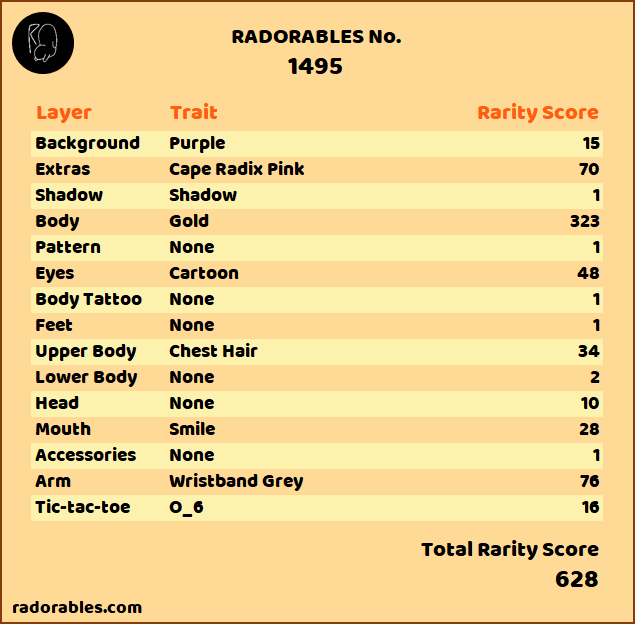 RADORABLES No.
1495
Layer Trait Rarity Score
Background Purple 15
Extras Cape Radix Pink 70
Shadow Shadow 1
Body Gold 323
Pattern None 1
Eyes Cartoon 48
Body Tattoo None 1
Feet None 1
Upper Body Chest Hair 34
Lower Body None 2
Head None 10
Mouth Smile 28
Accessories None 1
Arm Wristband Grey 76
Tic-tac-toe O_6 16
Total Rarity Score
628
radorables.com